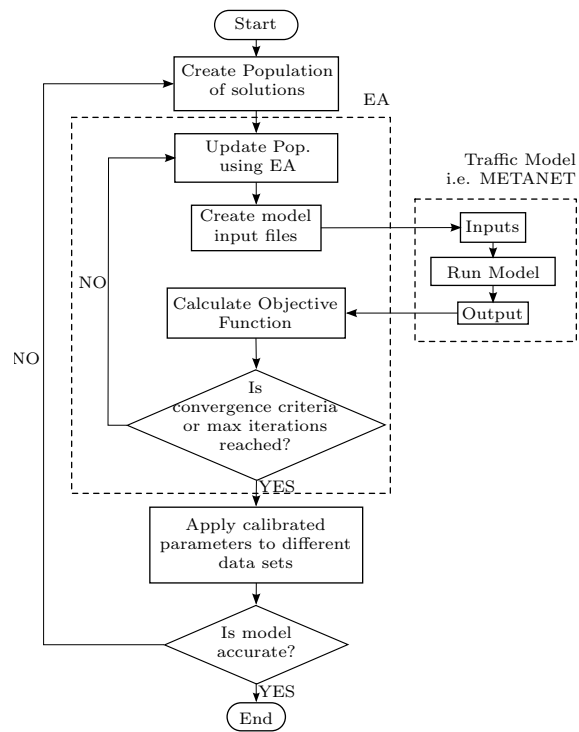 Start
Create Population
of solutions
EA
Update Pop.
using EA
Traffic Model
i.e. METANET
Create model
input files
Inputs
Run Model
Output
NO
Calculate Objective
Function
NO
Is
convergence criteria
or max iterations
reached?
YES
Apply calibrated
parameters to different
data sets
Is model
accurate?
YES
End